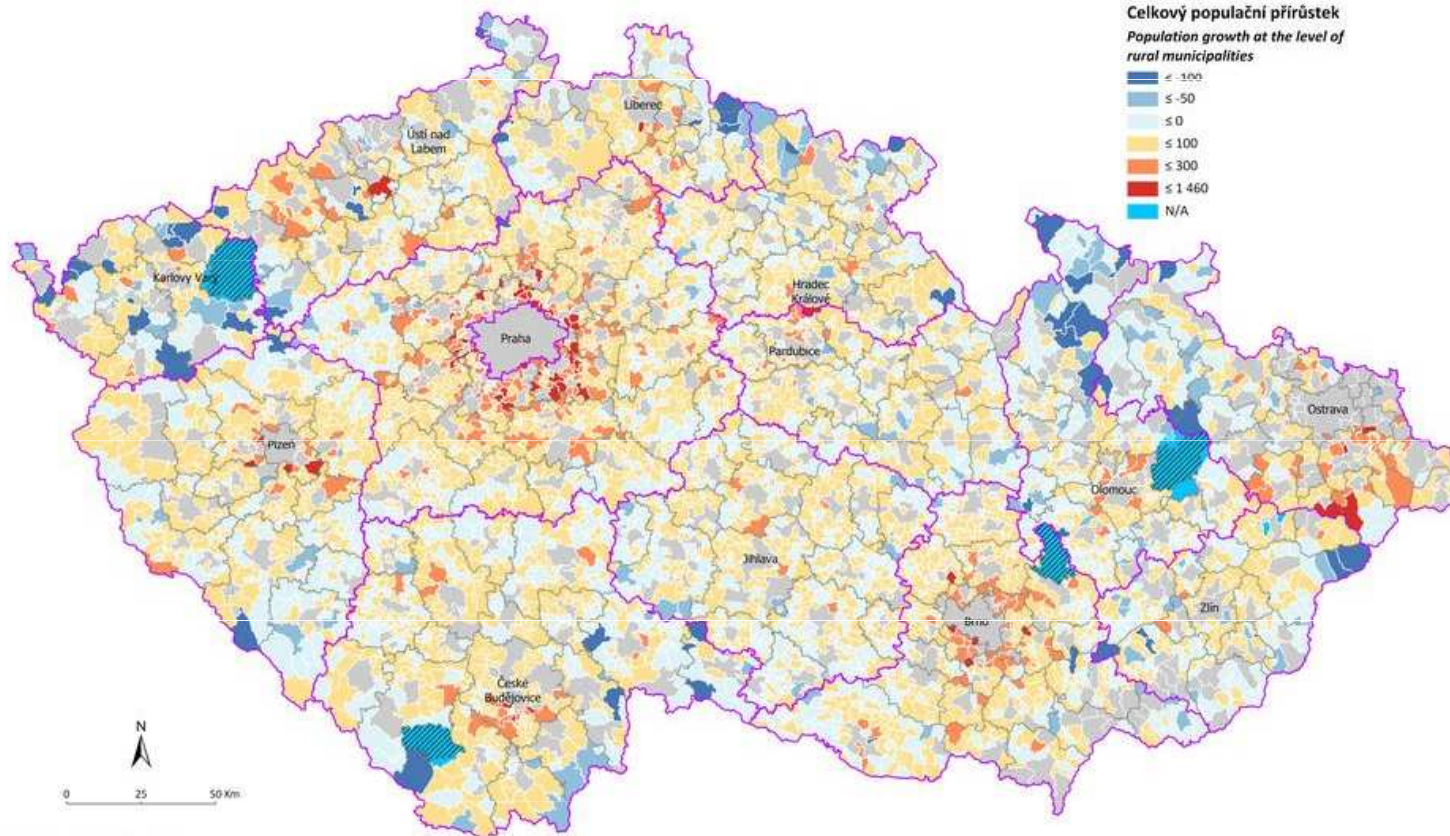 Celkový populační přírůstek
Population growth at the level of
rural municipalities
≤ -100
≤ -50
≤ 0
≤ 100
≤ 300
≤ 1 460
N/A
Liberec
Ústí nad
Labem
Karlovy Vary
Hradec
Králové
Praha
Pardubice
Ostrava
Plzeň
Olomouc
Jihlava
Zlín
Brno
České
Budějovice
N
0 25 50 Km